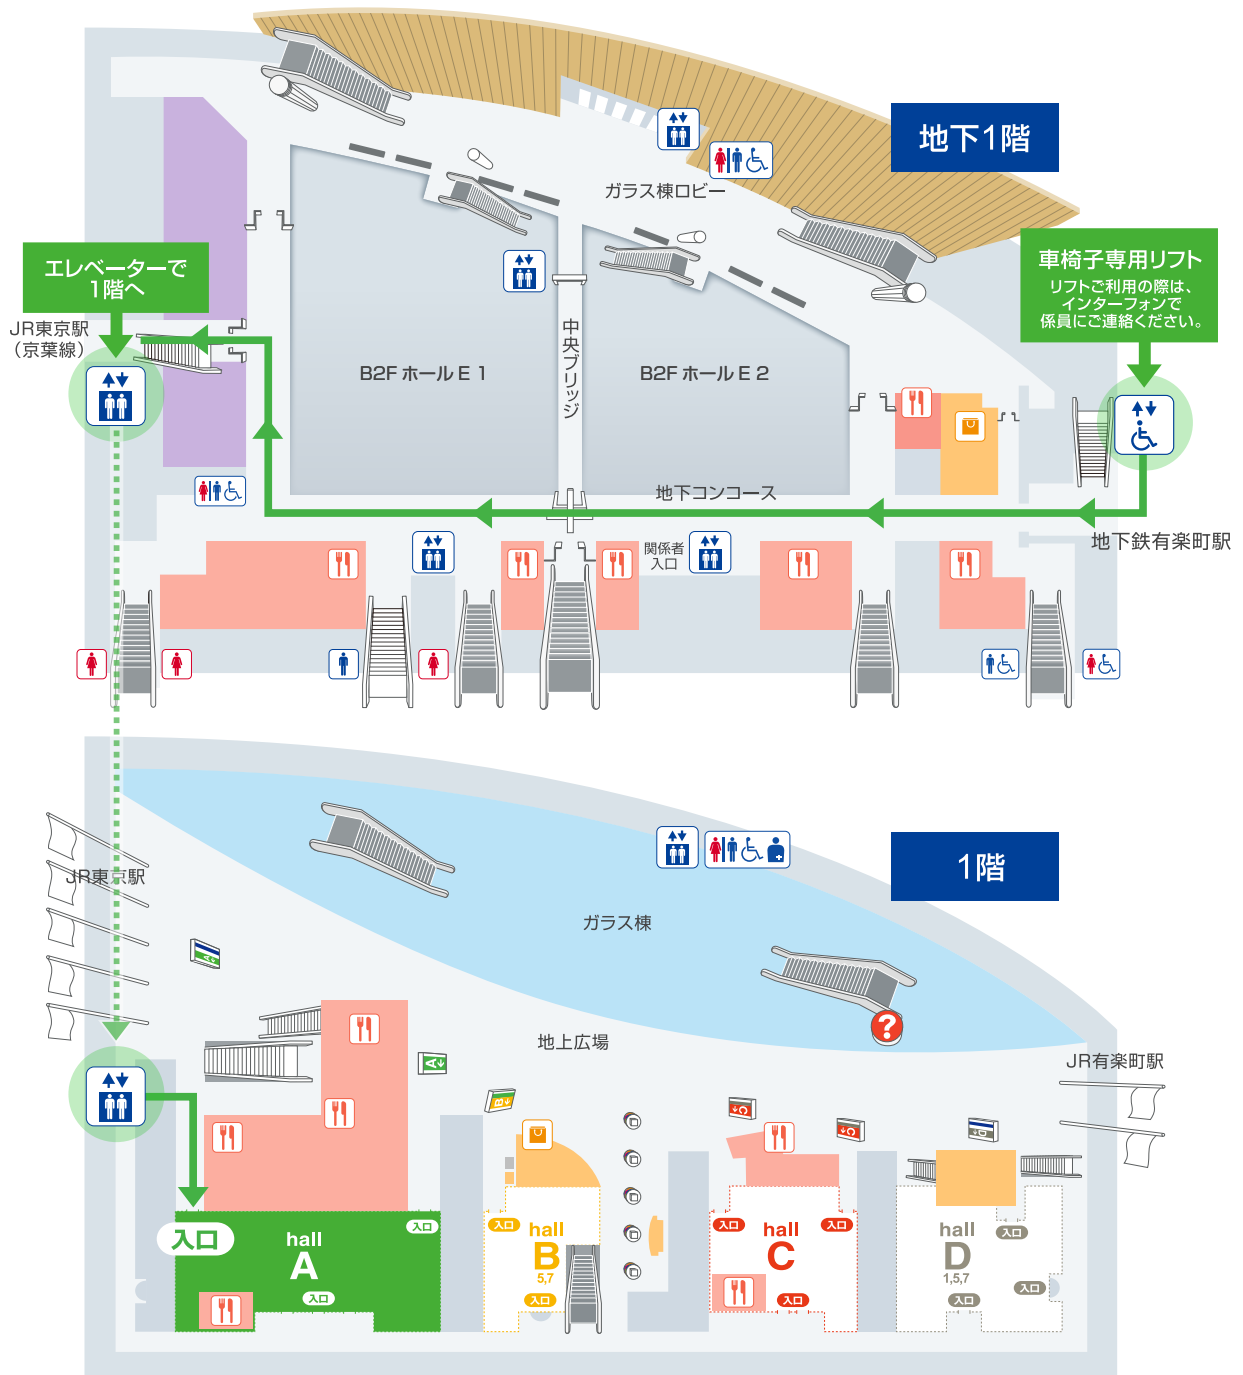 地下1階
ガラス棟ロビー
エレベーターで
1階へ
車椅子専用リフト
リフトご利用の際は、
インターフォンで
係員にご連絡ください。
JR東京駅
（京葉線）
中央ブリッジ
B2F ホール E 1
B2F ホール E 2
地下コンコース
関係者
入口
地下鉄有楽町駅
1階
JR東京駅
ガラス棟
?
地上広場
JR有楽町駅
A
A
B
C
C
D
入口
hall
A
入口
入口
入口
hall
B
5,7
入口
入口
hall
C
入口
入口
hall
D
1,5,7
入口
入口
入口